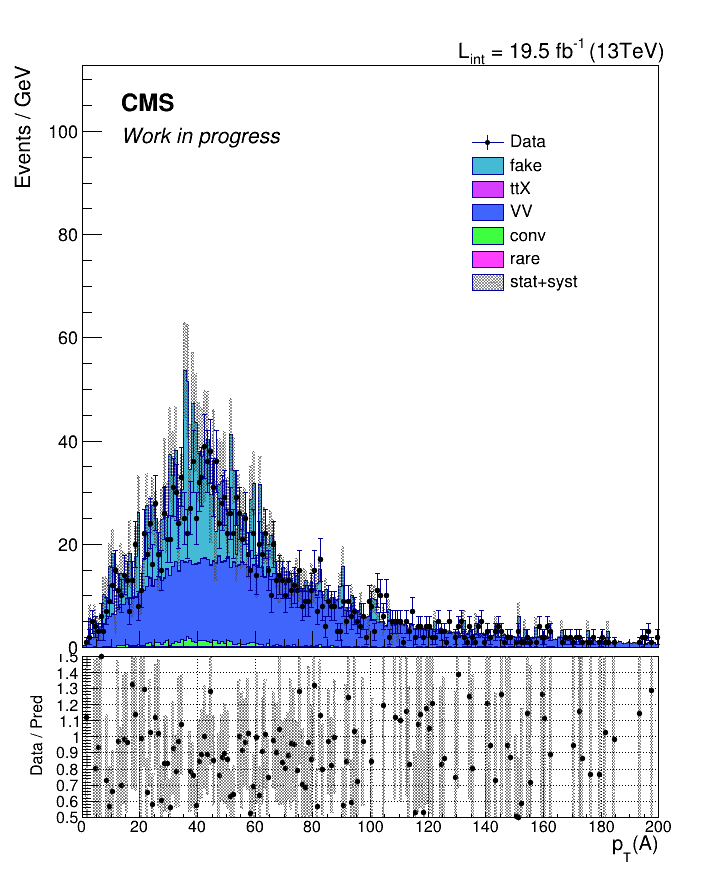 L_int = 19.5 fb^-1 (13TeV)
Events / GeV
CMS
Work in progress
100
80
60
40
20
0
Data
fake
ttX
VV
conv
rare
stat+syst
Data / Pred
1.5
1.4
1.3
1.2
1.1
1
0.9
0.8
0.7
0.6
0.5
0 20 40 60 80 100 120 140 160 180 200
p_T(A)